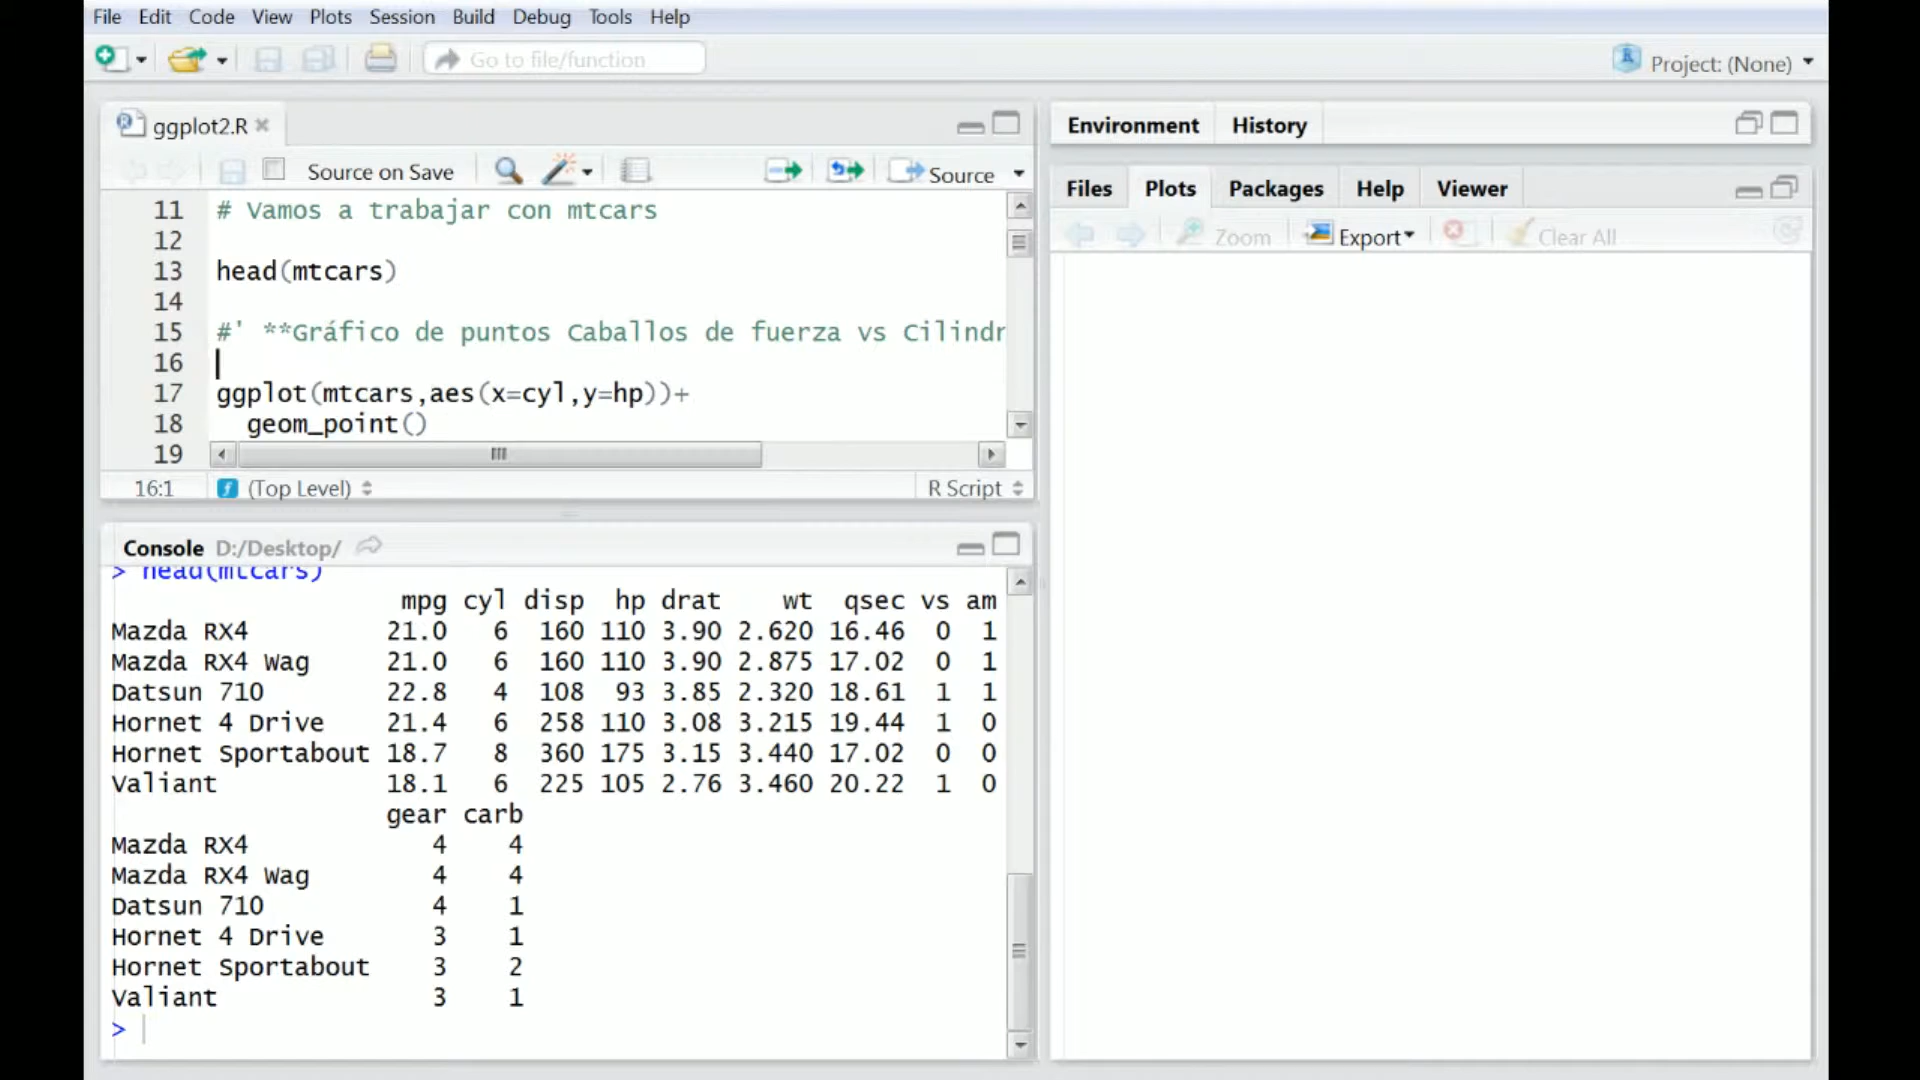 File Edit Code View Plots Session Build Debug Tools Help
Go to file/function
Project: (None)
ggplot2.R
Source on Save
Source
11 # Vamos a trabajar con mtcars
12
13 head(mtcars)
14
15 #' **Gráfico de puntos Caballos de fuerza vs Cilindr
16
17 ggplot(mtcars,aes(x=cyl,y=hp))+
18 geom_point()
19
16:1 (Top Level) R Script
Console D:/Desktop/
> head(mtcars)
mpg cyl disp hp drat wt qsec vs am
Mazda RX4 21.0 6 160 110 3.90 2.620 16.46 0 1
Mazda RX4 Wag 21.0 6 160 110 3.90 2.875 17.02 0 1
Datsun 710 22.8 4 108 93 3.85 2.320 18.61 1 1
Hornet 4 Drive 21.4 6 258 110 3.08 3.215 19.44 1 0
Hornet Sportabout 18.7 8 360 175 3.15 3.440 17.02 0 0
Valiant 18.1 6 225 105 2.76 3.460 20.22 1 0
gear carb
Mazda RX4 4 4
Mazda RX4 Wag 4 4
Datsun 710 4 1
Hornet 4 Drive 3 1
Hornet Sportabout 3 2
Valiant 3 1
>
Environment History
Files Plots Packages Help Viewer
Zoom Export Clear All